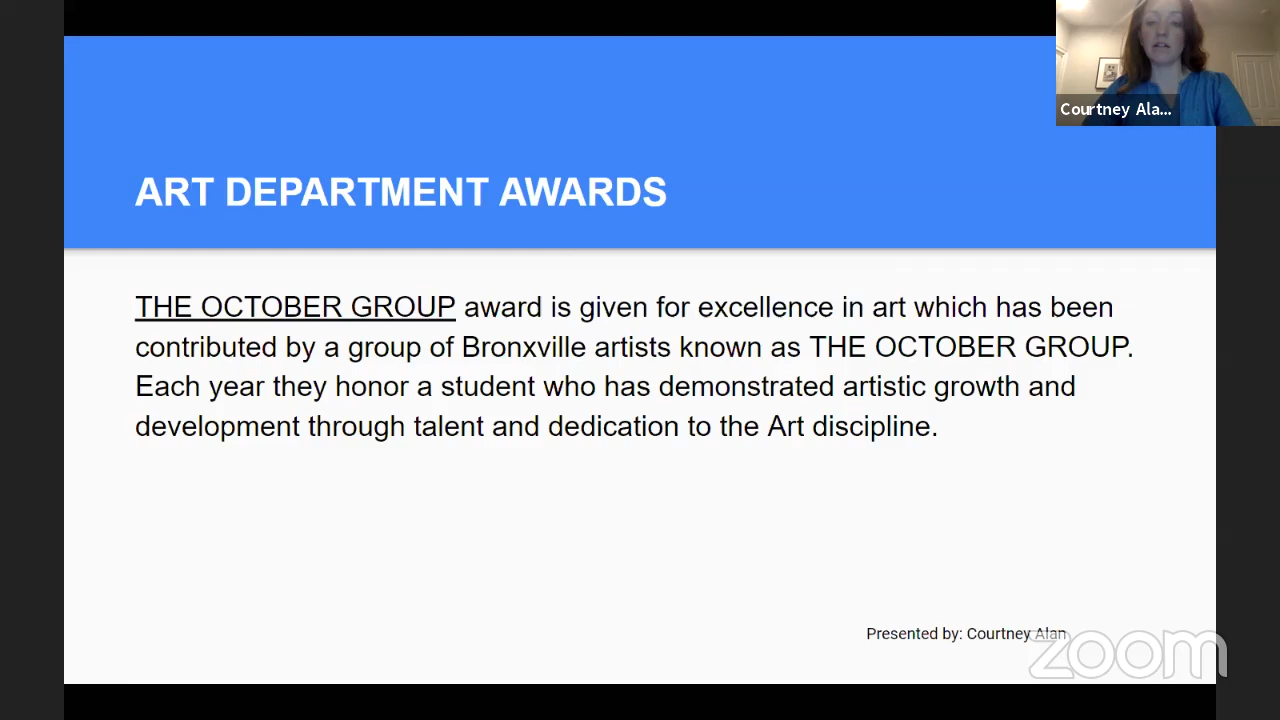 Courtney Ala...
ART DEPARTMENT AWARDS
THE OCTOBER GROUP award is given for excellence in art which has been
contributed by a group of Bronxville artists known as THE OCTOBER GROUP.
Each year they honor a student who has demonstrated artistic growth and
development through talent and dedication to the Art discipline.
Presented by: Courtney Alan
zoom